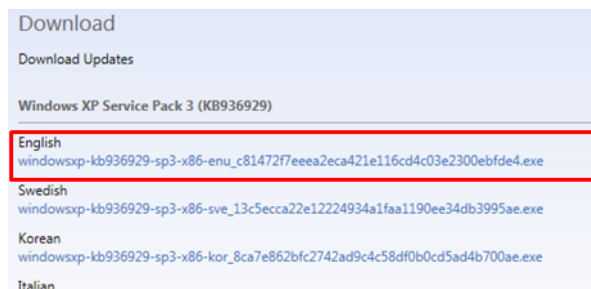 Download
Download Updates
Windows XP Service Pack 3 (KB936929)
English
windowsxp-kb936929-sp3-x86-enu_c81472f7eeea2eca421e116cd4c03e2300ebfde4.exe
Swedish
windowsxp-kb936929-sp3-x86-sve_13c5ecca22e12224934a1faa1190ee34db3995ae.exe
Korean
windowsxp-kb936929-sp3-x86-kor_8ca7e862bfc2742ad9c4c58df0b0cd5ad4b700ae.exe
Italian